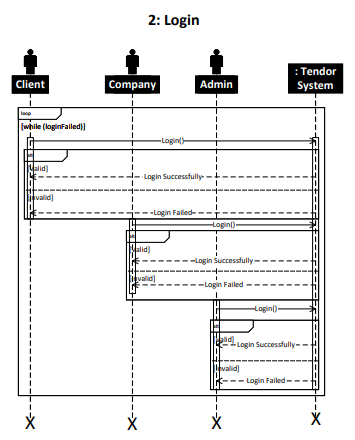 2: Login
Client
Company
Admin
: Tendor
System
loop
[while (loginFailed)]
Login()
alt
[valid]
Login Successfully
[invalid]
Login Failed
Login()
alt
[valid]
Login Successfully
[invalid]
Login Failed
Login()
alt
[valid]
Login Successfully
[invalid]
Login Failed
X X X X